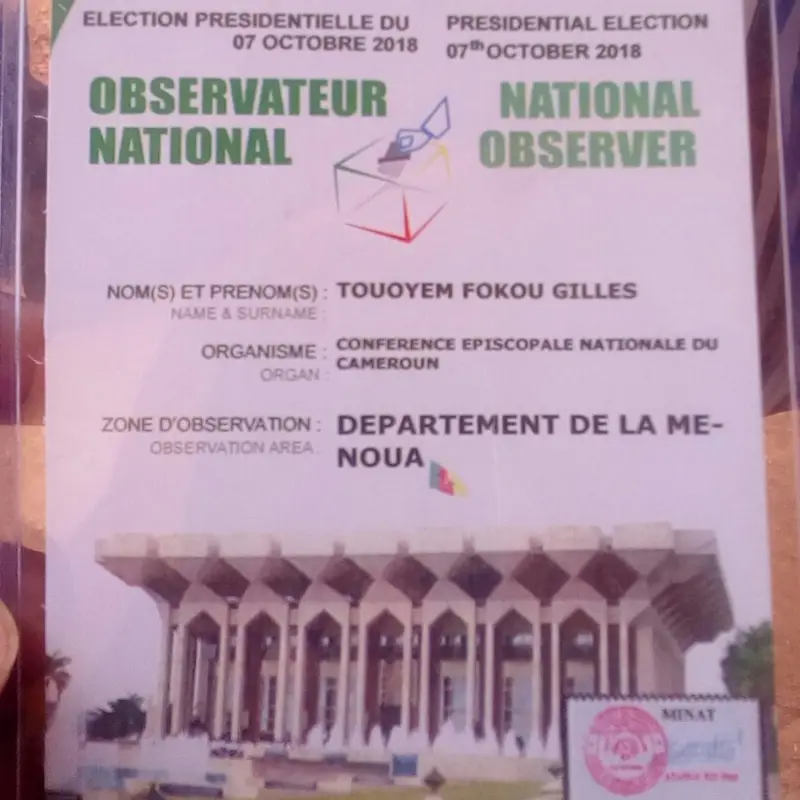 ELECTION PRESIDENTIELLE DU
07 OCTOBRE 2018
PRESIDENTIAL ELECTION
07th OCTOBER 2018
OBSERVATEUR
NATIONAL
NATIONAL
OBSERVER
NOM(S) ET PRENOM(S) : TOUOYEM FOKOU GILLES
NAME & SURNAME :
ORGANISME : CONFERENCE EPISCOPALE NATIONALE DU
CAMEROUN
ORGAN :
ZONE D'OBSERVATION : DEPARTEMENT DE LA ME-
NOUA
OBSERVATION AREA :
MINAT